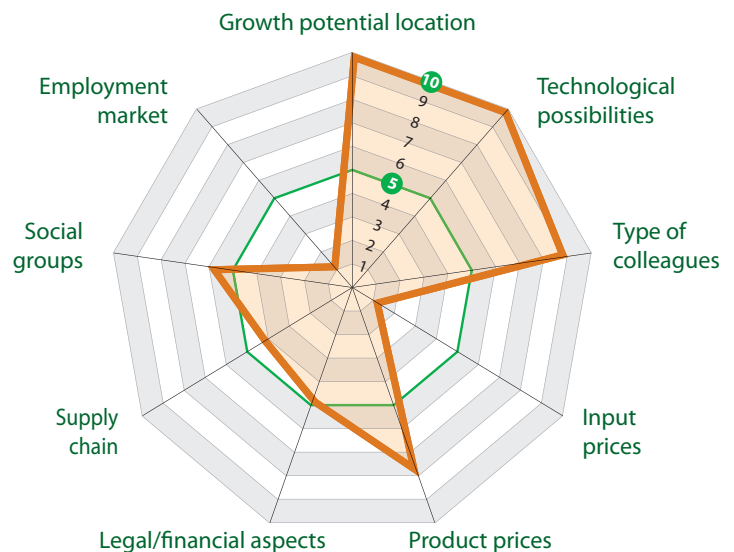 Growth potential location
Employment
market
Technological
possibilities
10
9
8
7
6
5
4
3
2
1
Social
groups
Type of
colleagues
Supply
chain
Input
prices
Legal/financial aspects
Product prices